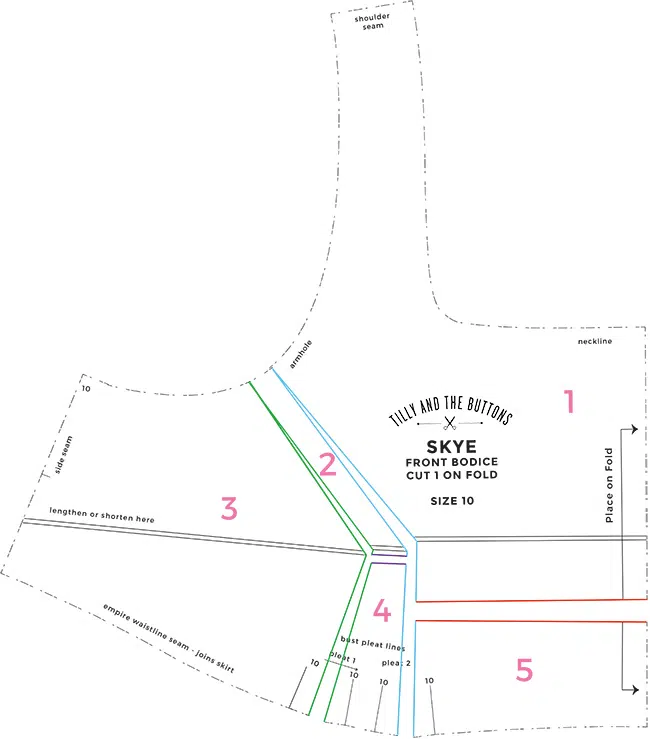 shoulder
seam
neckline
armhole
10
1
TILLY AND THE BUTTONS
SKYE
FRONT BODICE
CUT 1 ON FOLD
SIZE 10
Place on Fold
side seam
2
3
lengthen or shorten here
4
empire waistline seam - joins skirt
bust pleat lines
pleat 1
pleat 2
10
10
10
10
5